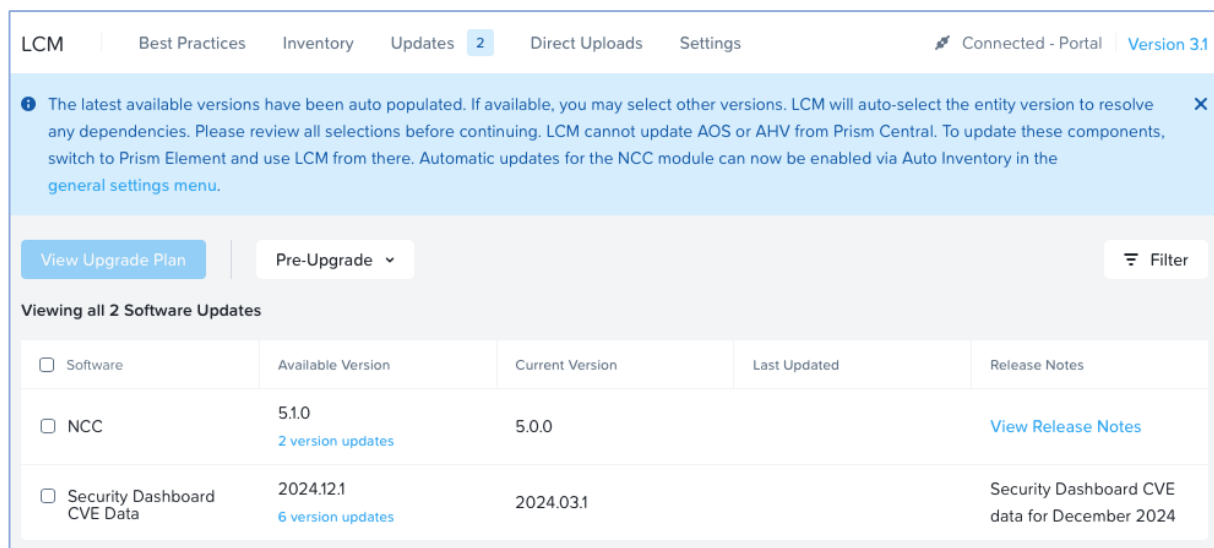 LCM Best Practices Inventory Updates 2 Direct Uploads Settings Connected - Portal Version 3.1
The latest available versions have been auto populated. If available, you may select other versions. LCM will auto-select the entity version to resolve
any dependencies. Please review all selections before continuing. LCM cannot update AOS or AHV from Prism Central. To update these components,
switch to Prism Element and use LCM from there. Automatic updates for the NCC module can now be enabled via Auto Inventory in the
general settings menu.
View Upgrade Plan Pre-Upgrade Filter
Viewing all 2 Software Updates
Software Available Version Current Version Last Updated Release Notes
NCC 5.1.0 5.0.0 View Release Notes
2 version updates
Security Dashboard 2024.12.1 2024.03.1 Security Dashboard CVE
CVE Data 6 version updates data for December 2024